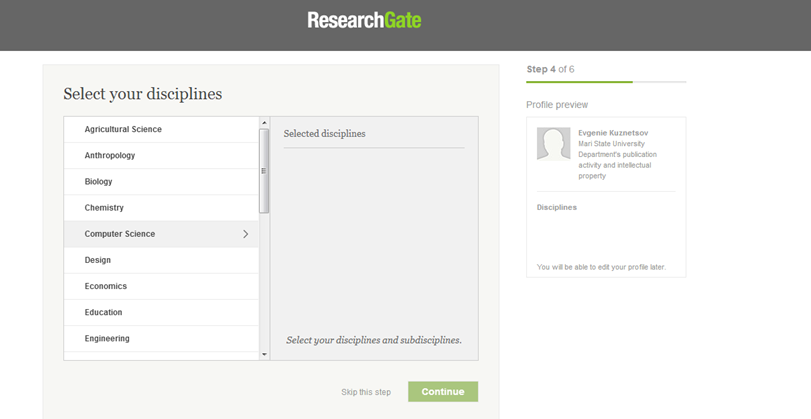 ResearchGate
Select your disciplines
Agricultural Science
Anthropology
Biology
Chemistry
Computer Science
Design
Economics
Education
Engineering
Selected disciplines
Select your disciplines and subdisciplines.
Skip this step
Continue
Step 4 of 6
Profile preview
Evgenie Kuznetsov
Mari State University
Department's publication
activity and intellectual
property
Disciplines
You will be able to edit your profile later.